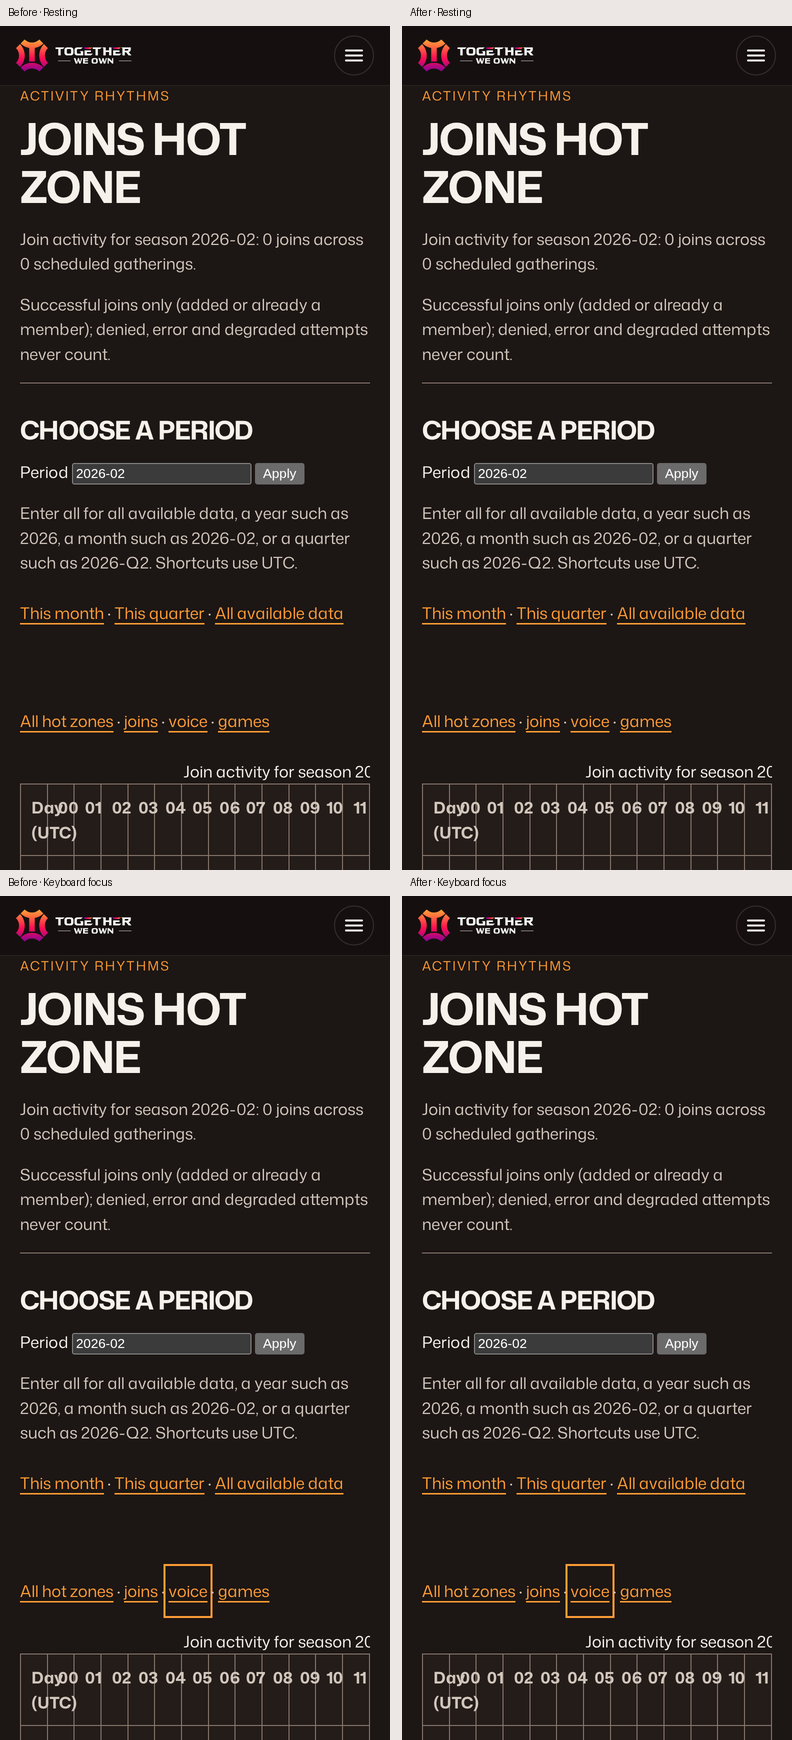 Before · Resting
TOGETHER
WE OWN
ACTIVITY RHYTHMS
JOINS HOT
ZONE
Join activity for season 2026-02: 0 joins across
0 scheduled gatherings.
Successful joins only (added or already a
member); denied, error and degraded attempts
never count.
CHOOSE A PERIOD
Period 2026-02 Apply
Enter all for all available data, a year such as
2026, a month such as 2026-02, or a quarter
such as 2026-Q2. Shortcuts use UTC.
This month · This quarter · All available data
All hot zones · joins · voice · games
Join activity for season 20
Day 00 01 02 03 04 05 06 07 08 09 10 11
(UTC)
After · Resting
TOGETHER
WE OWN
ACTIVITY RHYTHMS
JOINS HOT
ZONE
Join activity for season 2026-02: 0 joins across
0 scheduled gatherings.
Successful joins only (added or already a
member); denied, error and degraded attempts
never count.
CHOOSE A PERIOD
Period 2026-02 Apply
Enter all for all available data, a year such as
2026, a month such as 2026-02, or a quarter
such as 2026-Q2. Shortcuts use UTC.
This month · This quarter · All available data
All hot zones · joins · voice · games
Join activity for season 20
Day 00 01 02 03 04 05 06 07 08 09 10 11
(UTC)
Before · Keyboard focus
TOGETHER
WE OWN
ACTIVITY RHYTHMS
JOINS HOT
ZONE
Join activity for season 2026-02: 0 joins across
0 scheduled gatherings.
Successful joins only (added or already a
member); denied, error and degraded attempts
never count.
CHOOSE A PERIOD
Period 2026-02 Apply
Enter all for all available data, a year such as
2026, a month such as 2026-02, or a quarter
such as 2026-Q2. Shortcuts use UTC.
This month · This quarter · All available data
All hot zones · joins · voice · games
Join activity for season 20
Day 00 01 02 03 04 05 06 07 08 09 10 11
(UTC)
After · Keyboard focus
TOGETHER
WE OWN
ACTIVITY RHYTHMS
JOINS HOT
ZONE
Join activity for season 2026-02: 0 joins across
0 scheduled gatherings.
Successful joins only (added or already a
member); denied, error and degraded attempts
never count.
CHOOSE A PERIOD
Period 2026-02 Apply
Enter all for all available data, a year such as
2026, a month such as 2026-02, or a quarter
such as 2026-Q2. Shortcuts use UTC.
This month · This quarter · All available data
All hot zones · joins · voice · games
Join activity for season 20
Day 00 01 02 03 04 05 06 07 08 09 10 11
(UTC)